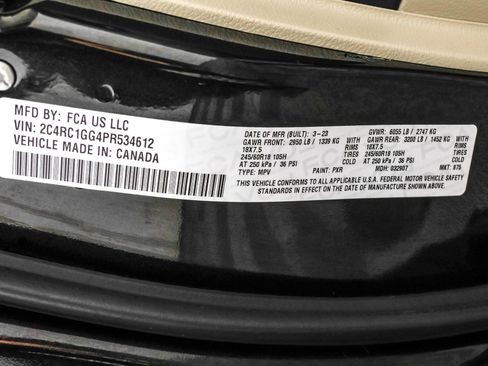 MFD BY: FCA US LLC
VIN: 2C4RC1GG4PR534612
VEHICLE MADE IN: CANADA
DATE OF MFR (BUILT): 3-23 GVWR: 6055 LB / 2747 KG
GAWR FRONT: 2950 LB / 1339 KG WITH GAWR REAR: 3200 LB / 1452 KG WITH
18X7.5 RIMS 18X7.5 RIMS
245/60R18 105H TIRES 245/60R18 105H TIRES
AT 250 kPa / 36 PSI COLD AT 250 kPa / 36 PSI COLD
TYPE: MPV PAINT: PXR MDH: 032907 MKT: 875
THIS VEHICLE CONFORMS TO ALL APPLICABLE U.S.A. FEDERAL MOTOR VEHICLE SAFETY
STANDARDS IN EFFECT ON THE DATE OF MANUFACTURE SHOWN ABOVE.